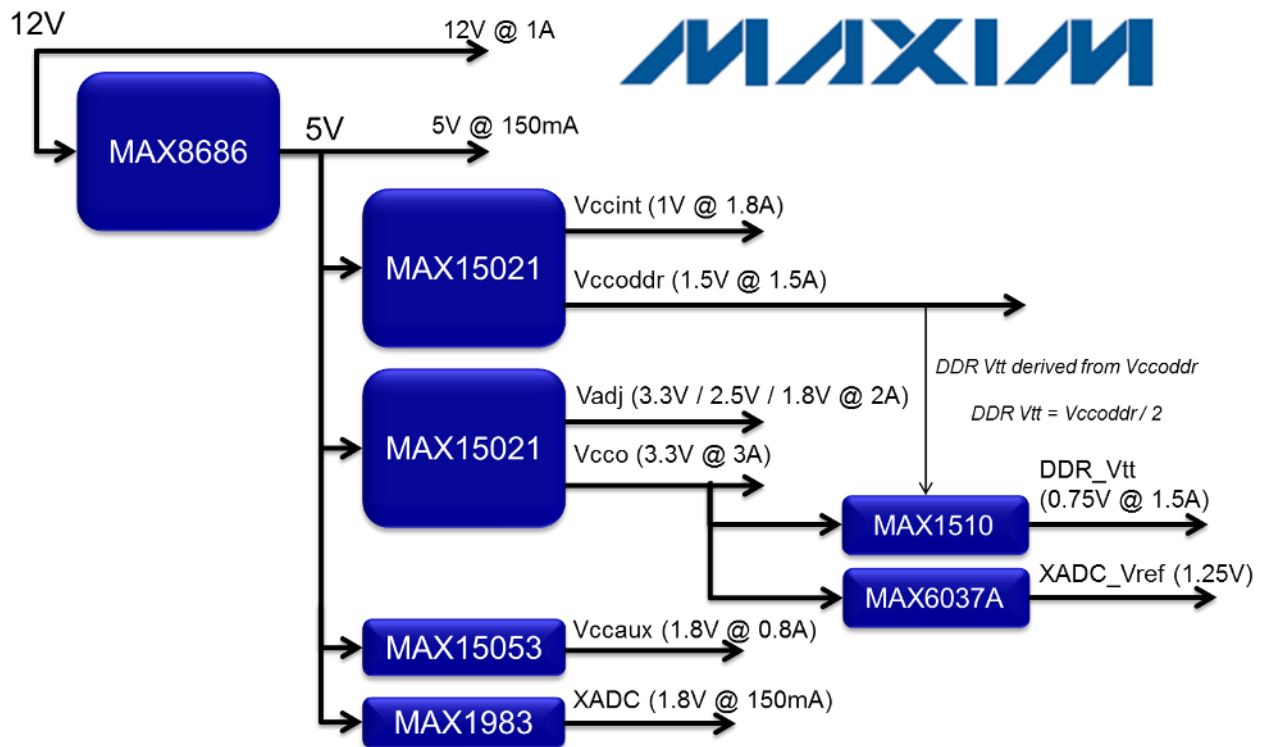 12V
12V @ 1A
MAXIM
MAX8686
5V
5V @ 150mA
MAX15021
Vccint (1V @ 1.8A)
Vccoddr (1.5V @ 1.5A)
DDR Vtt derived from Vccoddr
DDR Vtt = Vccoddr / 2
MAX15021
Vadj (3.3V / 2.5V / 1.8V @ 2A)
Vcco (3.3V @ 3A)
MAX1510
DDR_Vtt
(0.75V @ 1.5A)
MAX6037A
XADC_Vref (1.25V)
MAX15053
Vccaux (1.8V @ 0.8A)
MAX1983
XADC (1.8V @ 150mA)